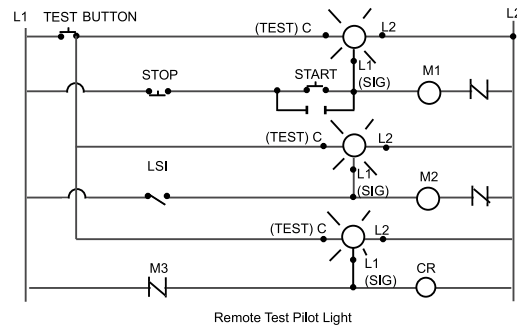 L1 TEST BUTTON (TEST) C L2 L2
L1
STOP START (SIG) M1
(TEST) C L2
LSI L1
(SIG) M2
(TEST) C L2
M3 L1
(SIG) CR
Remote Test Pilot Light